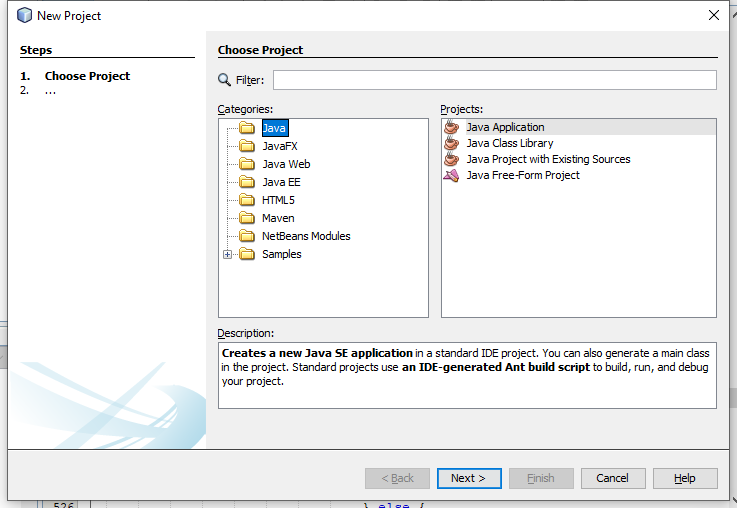 New Project
Steps
1. Choose Project
2. ...
Choose Project
Filter:
Categories:
Java
JavaFX
Java Web
Java EE
HTML5
Maven
NetBeans Modules
Samples
Projects:
Java Application
Java Class Library
Java Project with Existing Sources
Java Free-Form Project
Description:
Creates a new Java SE application in a standard IDE project. You can also generate a main class
in the project. Standard projects use an IDE-generated Ant build script to build, run, and debug
your project.
< Back
Next >
Finish
Cancel
Help
526 } else {